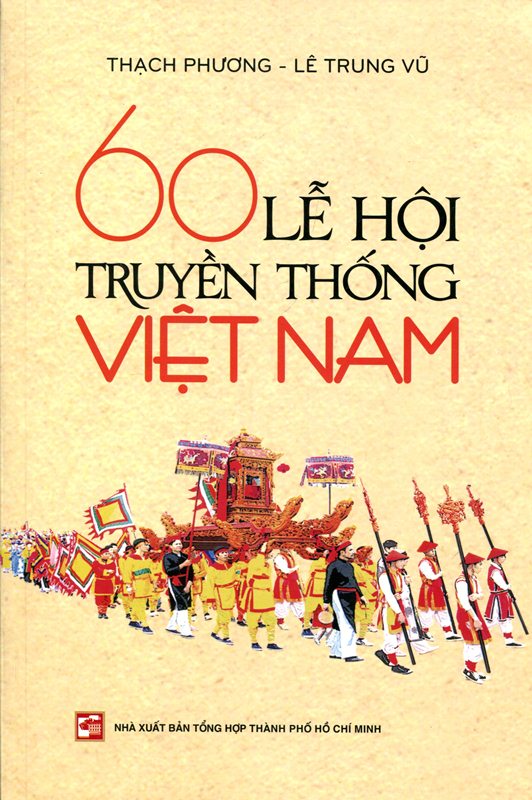 THẠCH PHƯƠNG - LÊ TRUNG VŨ
60 LỄ HỘI
TRUYỀN THỐNG
VIỆT NAM
NHÀ XUẤT BẢN TỔNG HỢP THÀNH PHỐ HỒ CHÍ MINH